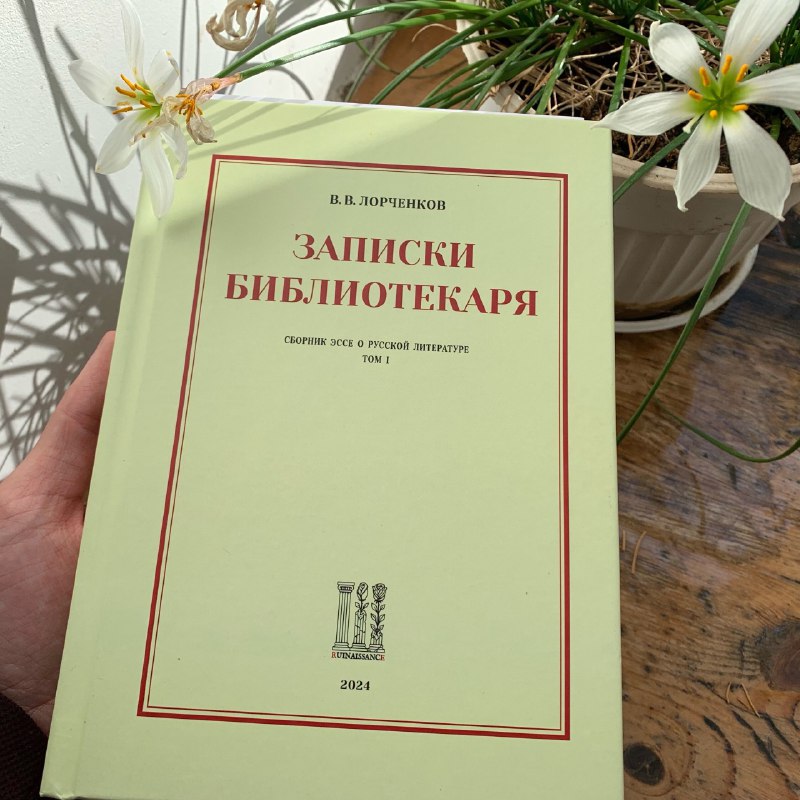 В. В. ЛОРЧЕНКОВ
ЗАПИСКИ
БИБЛИОТЕКАРЯ
СБОРНИК ЭССЕ О РУССКОЙ ЛИТЕРАТУРЕ
ТОМ I
RUINAISSANCE
2024